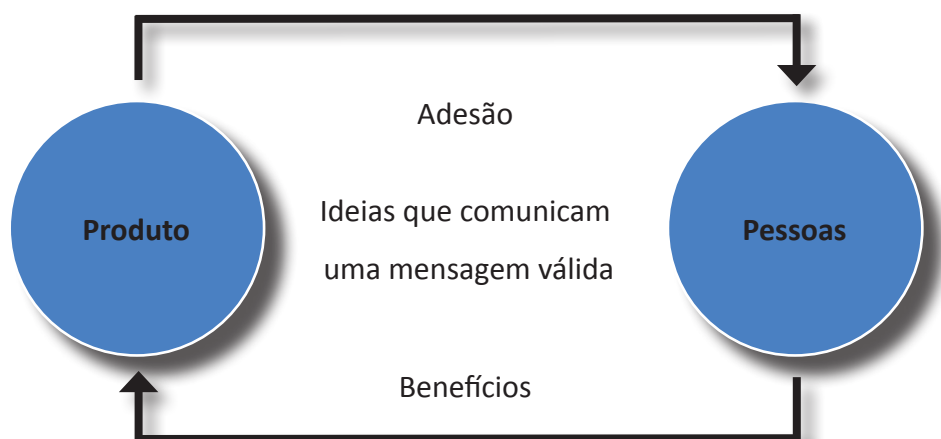 Adesão
Produto
Ideias que comunicam
uma mensagem válida
Pessoas
Benefícios